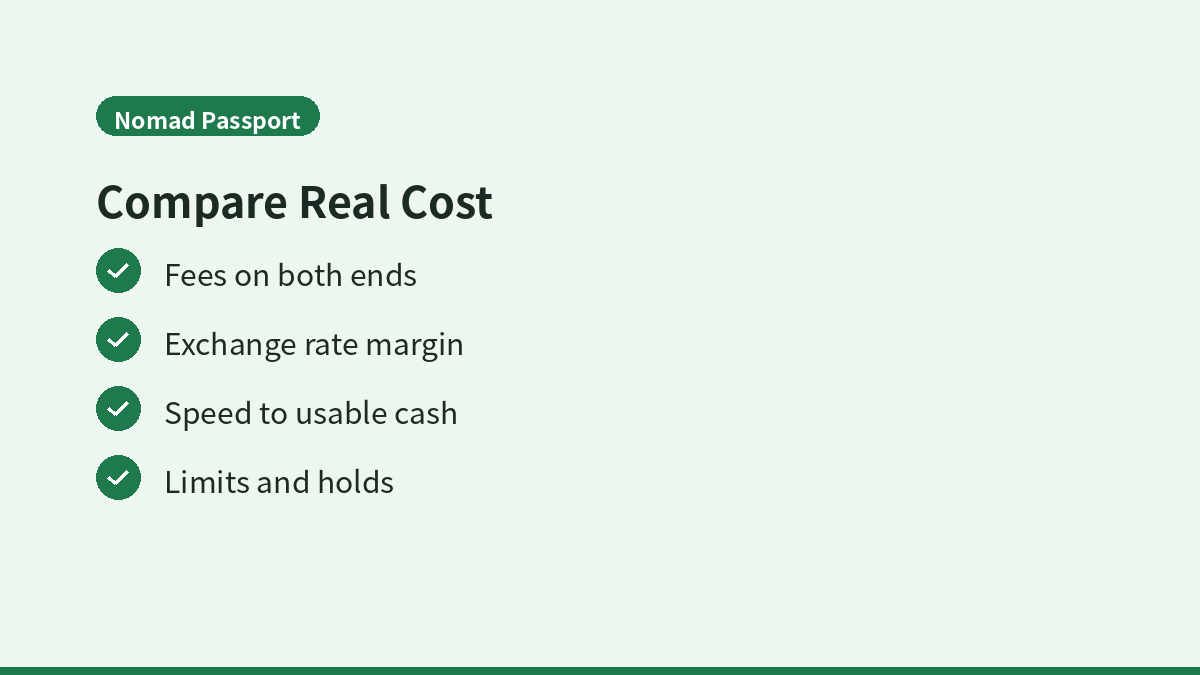 Nomad Passport
Compare Real Cost
Fees on both ends
Exchange rate margin
Speed to usable cash
Limits and holds